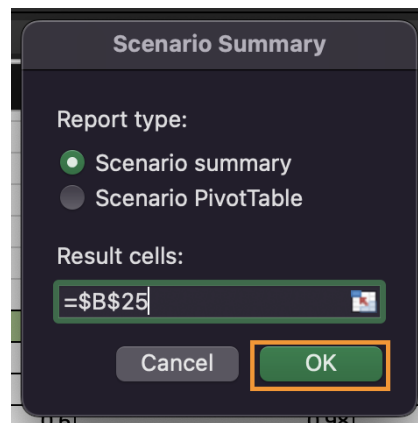 Scenario Summary
Report type:
Scenario summary
Scenario PivotTable
Result cells:
=$B$25
Cancel OK